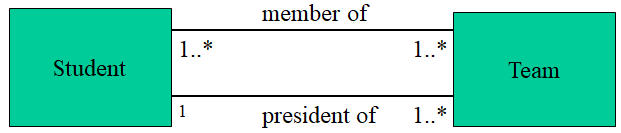 member of
1..* 1..*
Student Team
1 president of 1..*